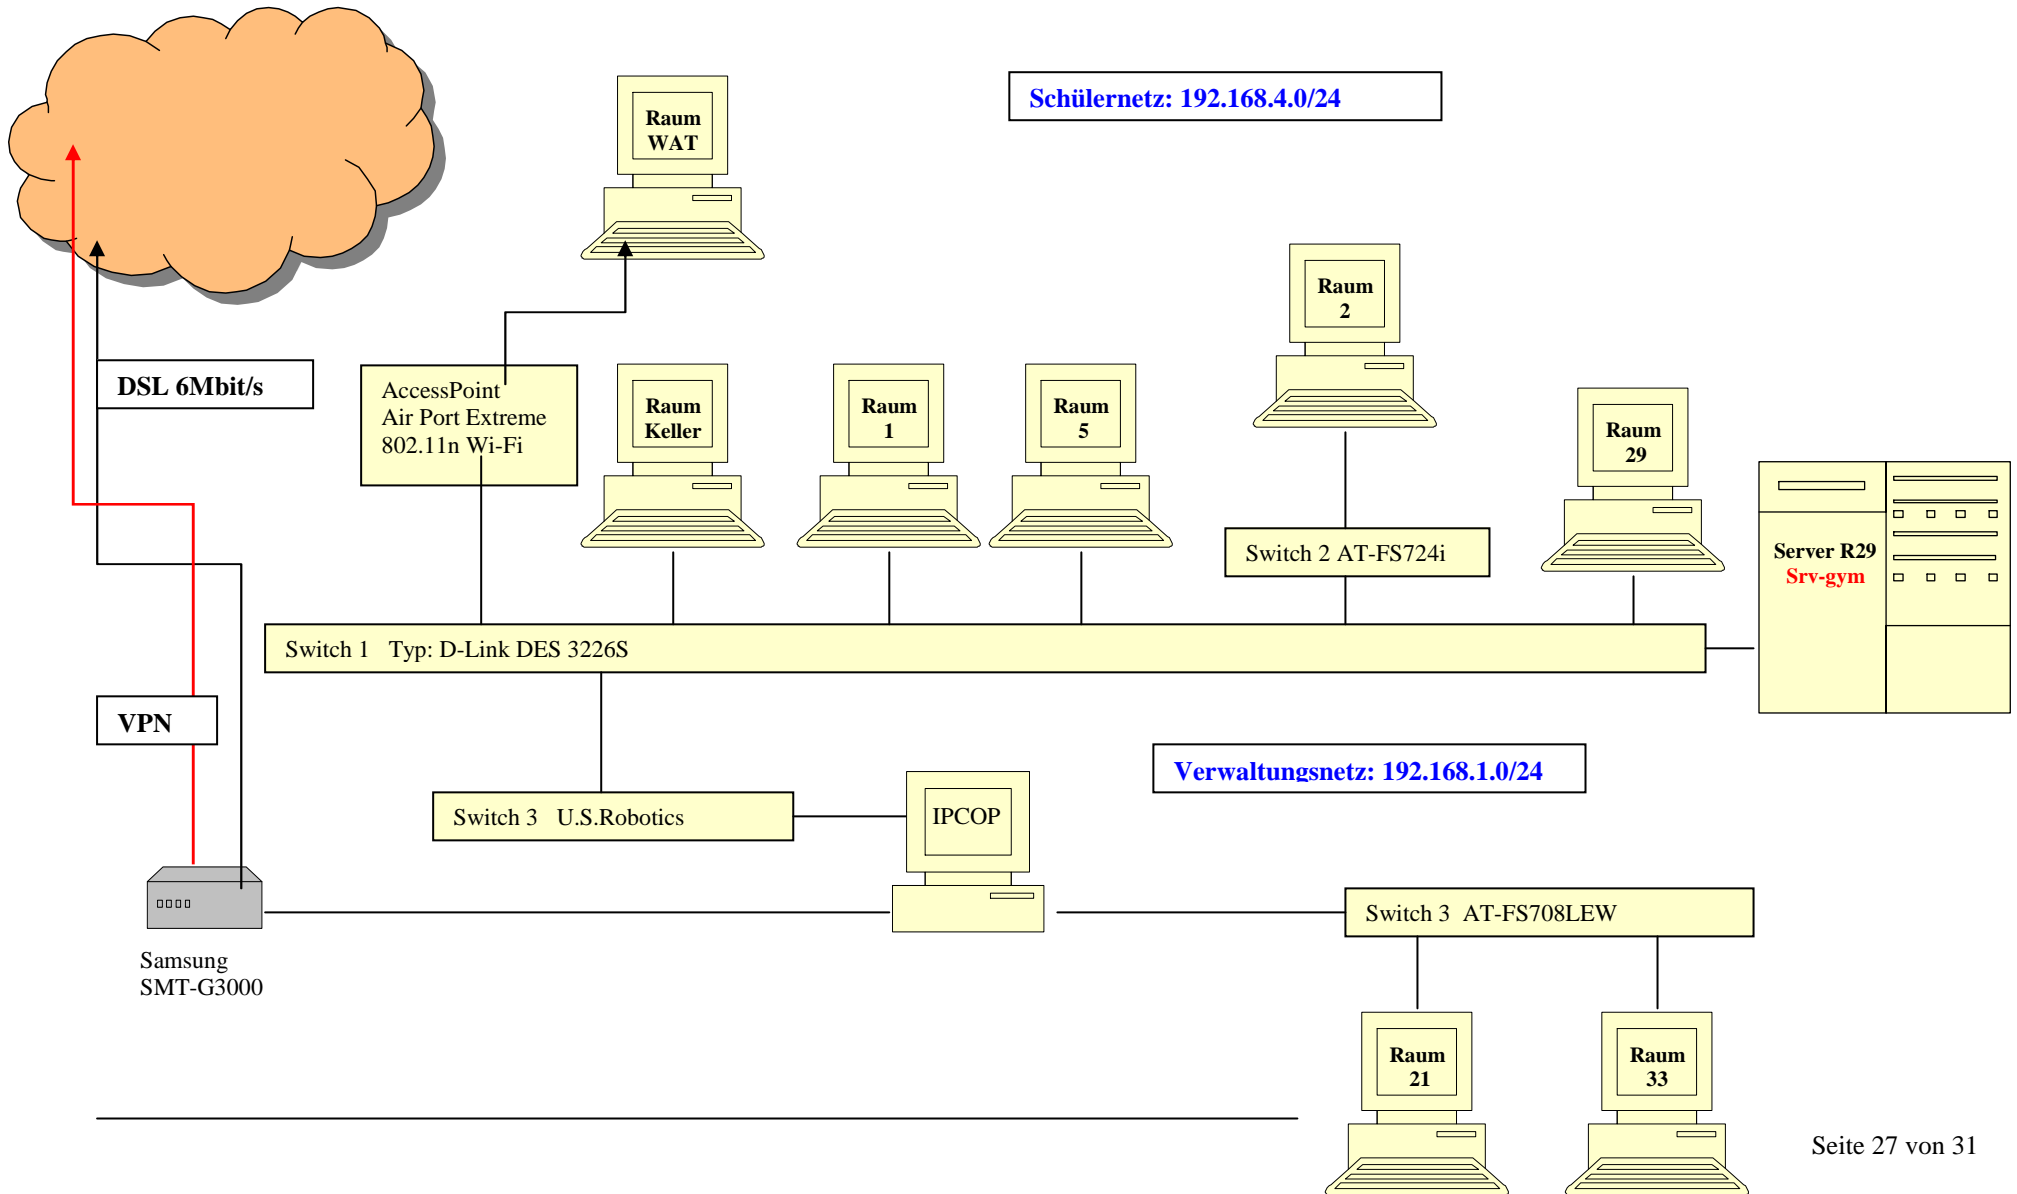 Schülernetz: 192.168.4.0/24
Raum
WAT
Raum
2
DSL 6Mbit/s
AccessPoint
Air Port Extreme
802.11n Wi-Fi
Raum
Keller
Raum
1
Raum
5
Raum
29
Switch 2 AT-FS724i
Server R29
Srv-gym
Switch 1 Typ: D-Link DES 3226S
VPN
Verwaltungsnetz: 192.168.1.0/24
Switch 3 U.S.Robotics
IPCOP
Switch 3 AT-FS708LEW
Samsung
SMT-G3000
Raum
21
Raum
33
Seite 27 von 31